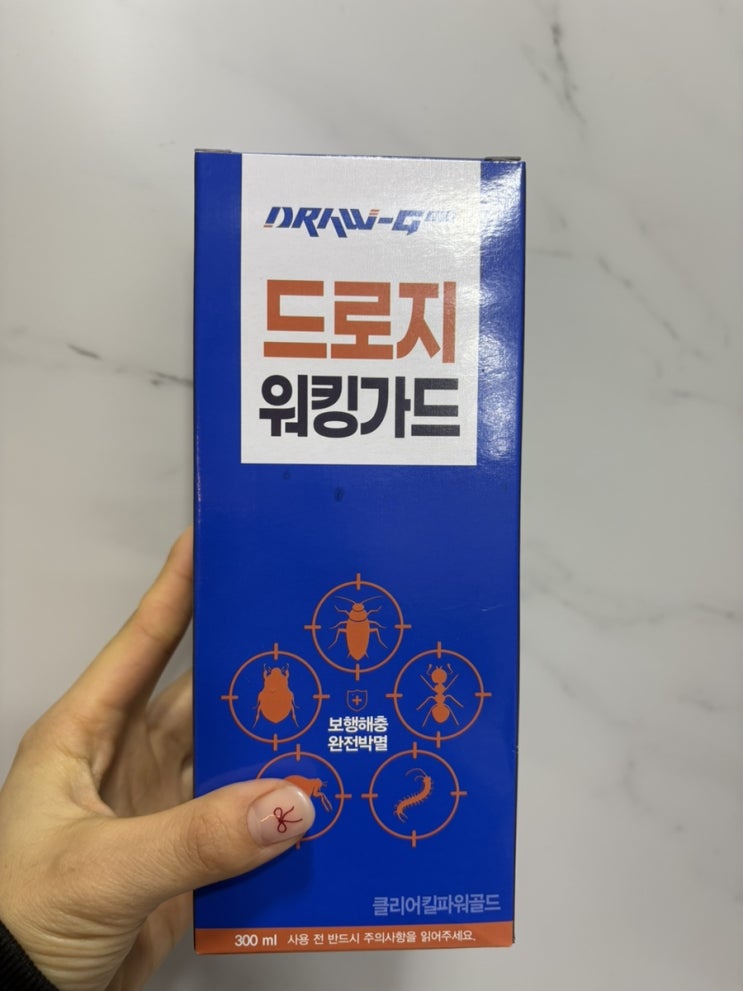 DRAW-G
드로지
워킹가드
보행해충
완전박멸
클리어킬파워골드
300 ml 사용 전 반드시 주의사항을 읽어주세요.